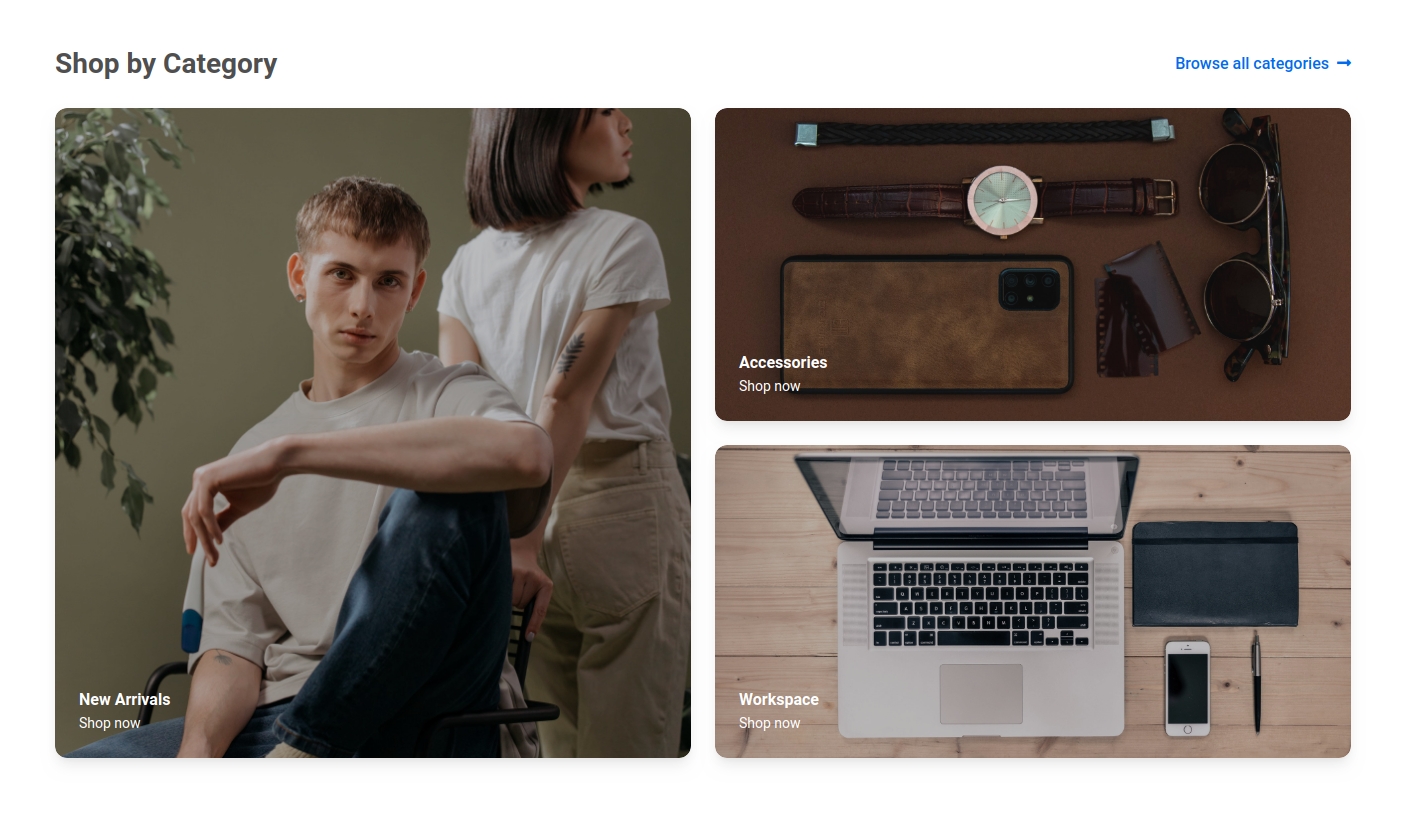 Shop by Category
Browse all categories
New Arrivals
Shop now
Accessories
Shop now
Workspace
Shop now